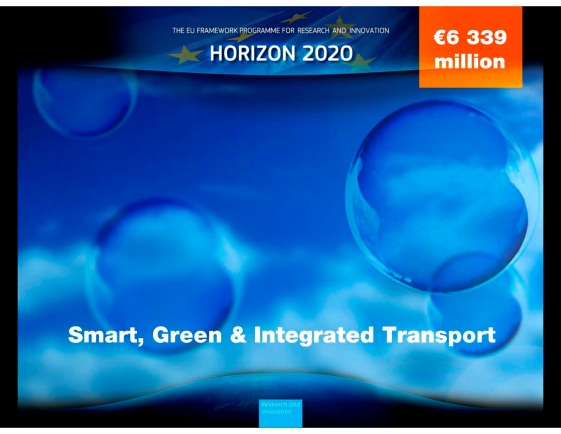 THE EU FRAMEWORK PROGRAMME FOR RESEARCH AND INNOVATION
HORIZON 2020
€6 339
million
Smart, Green & Integrated Transport
Research and
Innovation